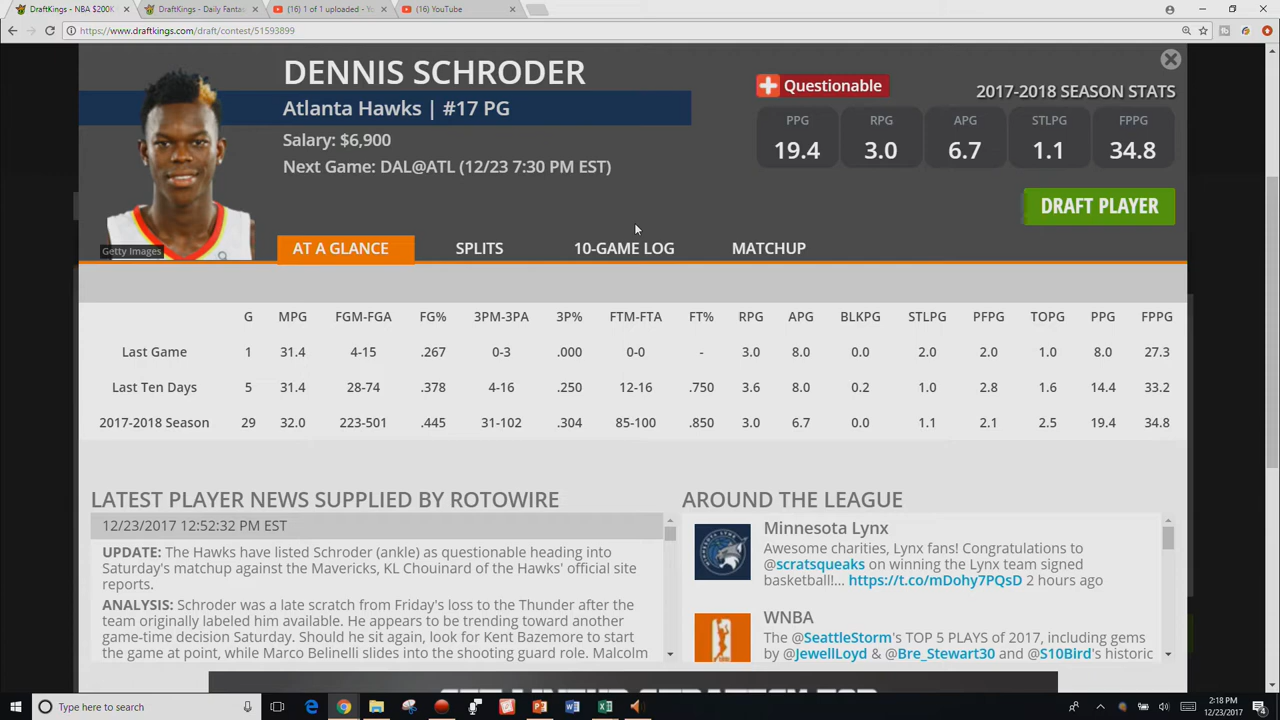 DraftKings - NBA $200K
DraftKings - Daily Fantas
(16) 1 of 1 uploaded - Yo
(16) YouTube
https://www.draftkings.com/draft/contest/51593899
DENNIS SCHRODER
Atlanta Hawks | #17 PG
Salary: $6,900
Next Game: DAL@ATL (12/23 7:30 PM EST)
Questionable
2017-2018 SEASON STATS
PPG RPG APG STLPG FPPG
19.4 3.0 6.7 1.1 34.8
DRAFT PLAYER
Getty Images
AT A GLANCE SPLITS 10-GAME LOG MATCHUP
G MPG FGM-FGA FG% 3PM-3PA 3P% FTM-FTA FT% RPG APG BLKPG STLPG PFPG TOPG PPG FPPG
Last Game 1 31.4 4-15 .267 0-3 .000 0-0 - 3.0 8.0 0.0 2.0 2.0 1.0 8.0 27.3
Last Ten Days 5 31.4 28-74 .378 4-16 .250 12-16 .750 3.6 8.0 0.2 1.0 2.8 1.6 14.4 33.2
2017-2018 Season 29 32.0 223-501 .445 31-102 .304 85-100 .850 3.0 6.7 0.0 1.1 2.1 2.5 19.4 34.8
LATEST PLAYER NEWS SUPPLIED BY ROTOWIRE
12/23/2017 12:52:32 PM EST
UPDATE: The Hawks have listed Schroder (ankle) as questionable heading into
Saturday's matchup against the Mavericks, KL Chouinard of the Hawks' official site
reports.
ANALYSIS: Schroder was a late scratch from Friday's loss to the Thunder after the
team originally labeled him available. He appears to be trending toward another
game-time decision Saturday. Should he sit again, look for Kent Bazemore to start
the game at point, while Marco Belinelli slides into the shooting guard role. Malcolm
AROUND THE LEAGUE
Minnesota Lynx
Awesome charities, Lynx fans! Congratulations to
@scratsqueaks on winning the Lynx team signed
basketball!... https://t.co/mDohy7PQsD 2 hours ago
WNBA
The @SeattleStorm's TOP 5 PLAYS of 2017, including gems
by @JewellLoyd & @Bre_Stewart30 and @S10Bird's historic
Type here to search
2:18 PM
12/23/2017